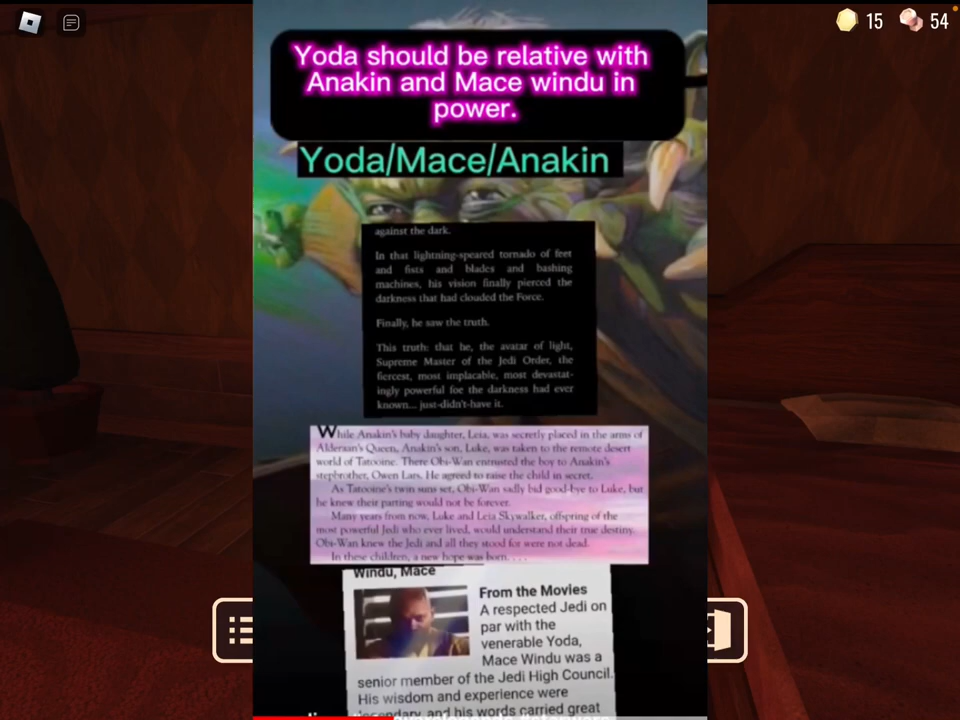 15
54
Yoda should be relative with
Anakin and Mace windu in
power.
Yoda/Mace/Anakin
against the dark.
In that lightning-speared tornado of feet
and fists and blades and bashing
machines, his vision finally pierced the
darkness that had clouded the Force.
Finally, he saw the truth.
This truth: that he, the avatar of light,
Supreme Master of the Jedi Order, the
fiercest, most implacable, most devastat-
ingly powerful foe the darkness had ever
known... just-didn't-have it.
While Anakin's baby daughter, Leia, was secretly placed in the arms of
Alderaan's Queen, Anakin's son, Luke, was taken to the remote desert
world of Tatooine. There Obi-Wan entrusted the boy to Anakin's
stepbrother, Owen Lars. He agreed to raise the child in secret.
As Tatooine's twin suns set, Obi-Wan sadly bid good-bye to Luke, but
he knew their parting would not be forever.
Many years from now, Luke and Leia Skywalker, offspring of the
most powerful Jedi who ever lived, would understand their true destiny.
Obi-Wan knew the Jedi and all they stood for were not dead.
In these children, a new hope was born. . . .
Windu, Mace
From the Movies
A respected Jedi on
par with the
venerable Yoda,
Mace Windu was a
senior member of the Jedi High Council.
His wisdom and experience were
legendary, and his words carried great